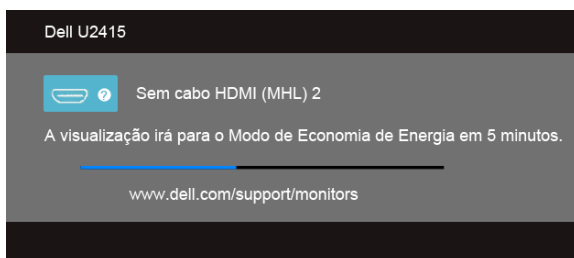 Dell U2415
? Sem cabo HDMI (MHL) 2
A visualização irá para o Modo de Economia de Energia em 5 minutos.
www.dell.com/support/monitors